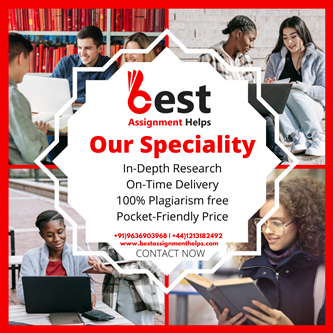 best
Assignment Helps
Our Speciality
In-Depth Research
On-Time Delivery
100% Plagiarism free
Pocket-Friendly Price
+91)9636903968 I +44)1213182492
www.bestassignmenthelps.com
CONTACT NOW